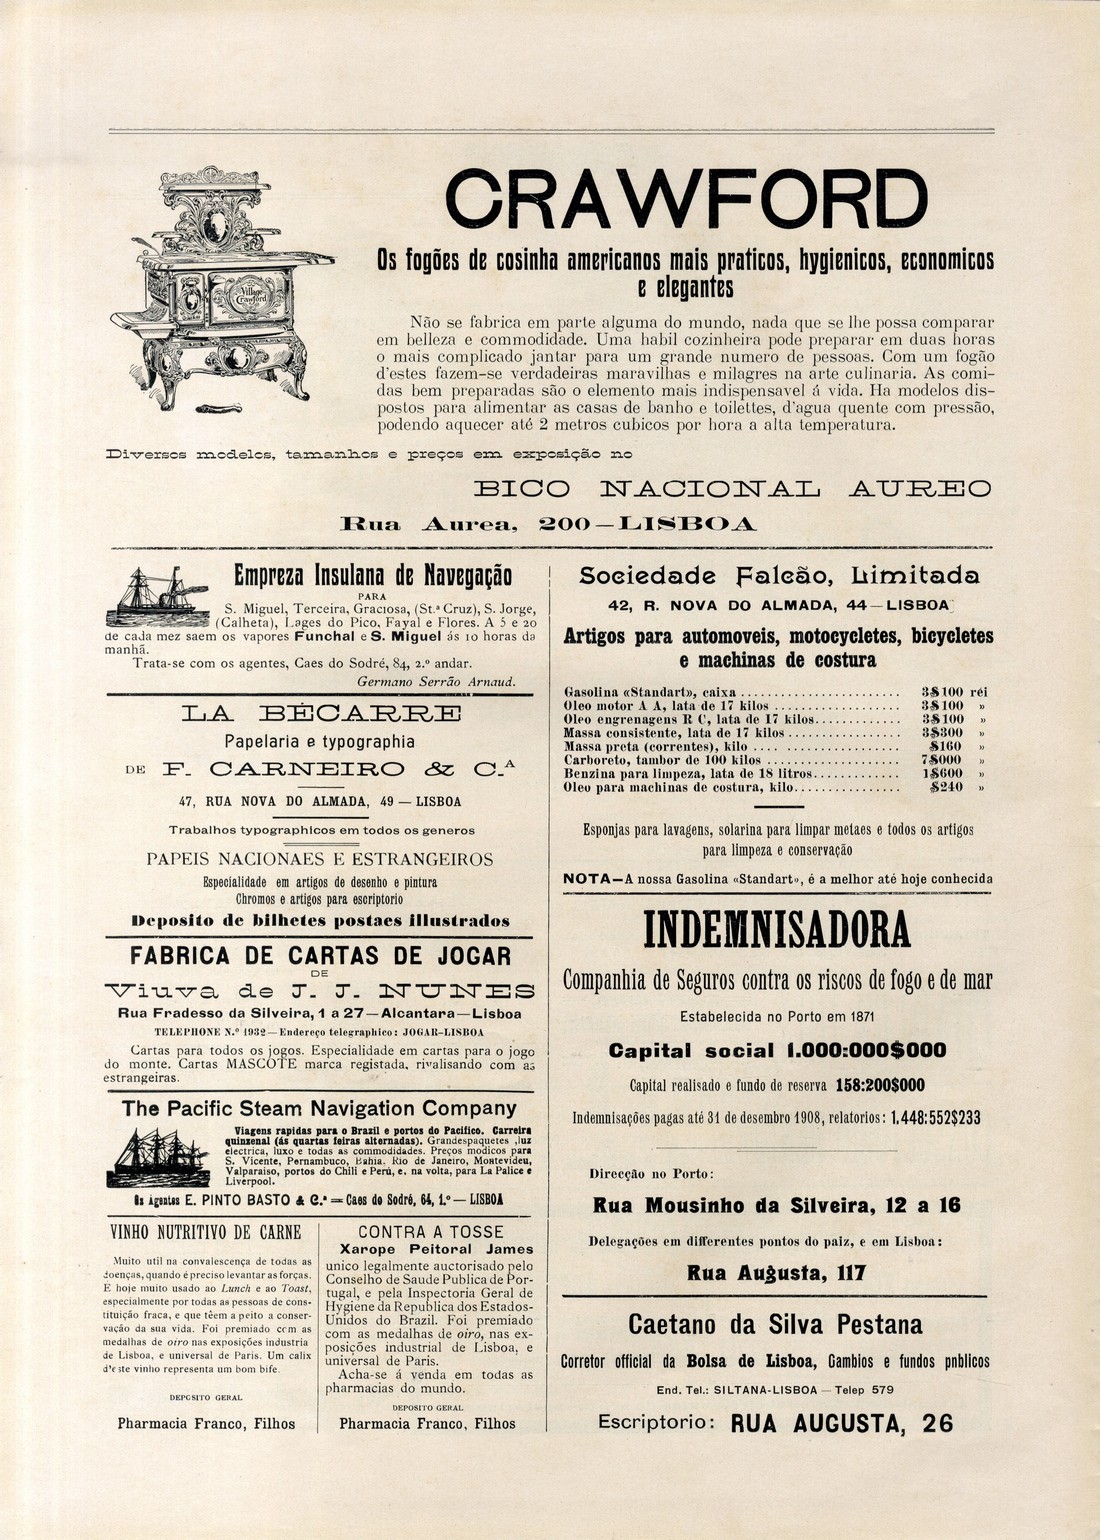 CRAWFORD
Os fogões de cosinha americanos mais praticos, hygienicos, economicos
e elegantes
Village
Crawford
Não se fabrica em parte alguma do mundo, nada que se lhe possa comparar
em belleza e commodidade. Uma habil cozinheira póde preparar em duas horas
o mais complicado jantar para um grande numero de pessoas. Com um fogão
d'estes fazem-se verdadeiras maravilhas e milagres na arte culinaria. As comi-
das bem preparadas são o elemento mais indispensavel á vida. Ha modelos dis-
postos para alimentar as casas de banho e toilettes, d'agua quente com pressão,
podendo aquecer até 2 metros cubicos por hora a alta temperatura.
Diversos modelos, tamanhos e preços em exposição no
BICO NACIONAL AUREO
Rua Aurea, 200—LISBOA
Empreza Insulana de Navegação
PARA
S. Miguel, Terceira, Graciosa, (St.ª Cruz), S. Jorge,
(Calheta), Lages do Pico, Fayal e Flores. A 5 e 20
de cada mez saem os vapores Funchal e S. Miguel ás 10 horas da
manhã.
Trata-se com os agentes, Caes do Sodré, 84, 2.º andar.
Germano Serrão Arnaud.
LA BÉCARRE
Papelaria e typographia
DE F. CARNEIRO & C.ᴬ
47, RUA NOVA DO ALMADA, 49 — LISBOA
Trabalhos typographicos em todos os generos
PAPEIS NACIONAES E ESTRANGEIROS
Especialidade em artigos de desenho e pintura
Chromos e artigos para escriptorio
Deposito de bilhetes postaes illustrados
FABRICA DE CARTAS DE JOGAR
DE
Viuva de J. J. NUNES
Rua Fradesso da Silveira, 1 a 27—Alcantara—Lisboa
TELEPHONE N.º 1932—Endereço telegraphico: JOGAR-LISBOA
Cartas para todos os jogos. Especialidade em cartas para o jogo
do monte. Cartas MASCOTE marca registada, rivalisando com as
estrangeiras.
The Pacific Steam Navigation Company
Viagens rapidas para o Brazil e portos do Pacifico. Carreira
quinzenal (ás quartas feiras alternadas). Grandespaquetes ,luz
electrica, luxo e todas as commodidades. Preços modicos para
S. Vicente, Pernambuco, Bahia. Rio de Janeiro, Montevideu,
Valparaiso, portos do Chili e Perú, e, na volta, para La Palice e
Liverpool.
Os Agentes E. PINTO BASTO & C.ª = Caes do Sodré, 64, 1.º — LISBOA
VINHO NUTRITIVO DE CARNE
Muito util na convalescença de todas as
doenças, quando é preciso levantar as forças.
E hoje muito usado ao Lunch e ao Toast,
especialmente por todas as pessoas de cons-
tituição fraca, e que têem a peito a conser-
vação da sua vida. Foi premiado com as
medalhas de oiro nas exposições industria
de Lisboa, e universal de Paris. Um calix
d'este vinho representa um bom bife.
DEPOSITO GERAL
Pharmacia Franco, Filhos
CONTRA A TOSSE
Xarope Peitoral James
unico legalmente auctorisado pelo
Conselho de Saude Publica de Por-
tugal, e pela Inspectoria Geral de
Hygiene da Republica dos Estados-
Unidos do Brazil. Foi premiado
com as medalhas de oiro, nas ex-
posições industrial de Lisboa, e
universal de Paris.
Acha-se á venda em todas as
pharmacias do mundo.
DEPOSITO GERAL
Pharmacia Franco, Filhos
Sociedade Falcão, Limitada
42, R. NOVA DO ALMADA, 44—LISBOA
Artigos para automoveis, motocycletes, bicycletes
e machinas de costura
Gasolina «Standart», caixa ........................ 3$100 réi
Oleo motor A A, lata de 17 kilos ................... 3$100 »
Oleo engrenagens R C, lata de 17 kilos............. 3$100 »
Massa consistente, lata de 17 kilos ................. 3$300 »
Massa preta (correntes), kilo .... ................. $160 »
Carboreto, tambor de 100 kilos .................... 7$000 »
Benzina para limpeza, lata de 18 litros............. 1$600 »
Oleo para machinas de costura, kilo................ $240 »
Esponjas para lavagens, solarina para limpar metaes e todos os artigos
para limpeza e conservação
NOTA—A nossa Gasolina «Standart», é a melhor até hoje conhecida
INDEMNISADORA
Companhia de Seguros contra os riscos de fogo e de mar
Estabelecida no Porto em 1871
Capital social 1.000:000$000
Capital realisado e fundo de reserva 158:200$000
Indemnisações pagas até 31 de desembro 1908, relatorios: 1.448:552$233
Direcção no Porto:
Rua Mousinho da Silveira, 12 a 16
Delegações em differentes pontos do paiz, e em Lisboa:
Rua Augusta, 117
Caetano da Silva Pestana
Corretor official da Bolsa de Lisboa, Cambios e fundos pnblicos
End. Tel.: SILTANA-LISBOA — Telep 579
Escriptorio: RUA AUGUSTA, 26